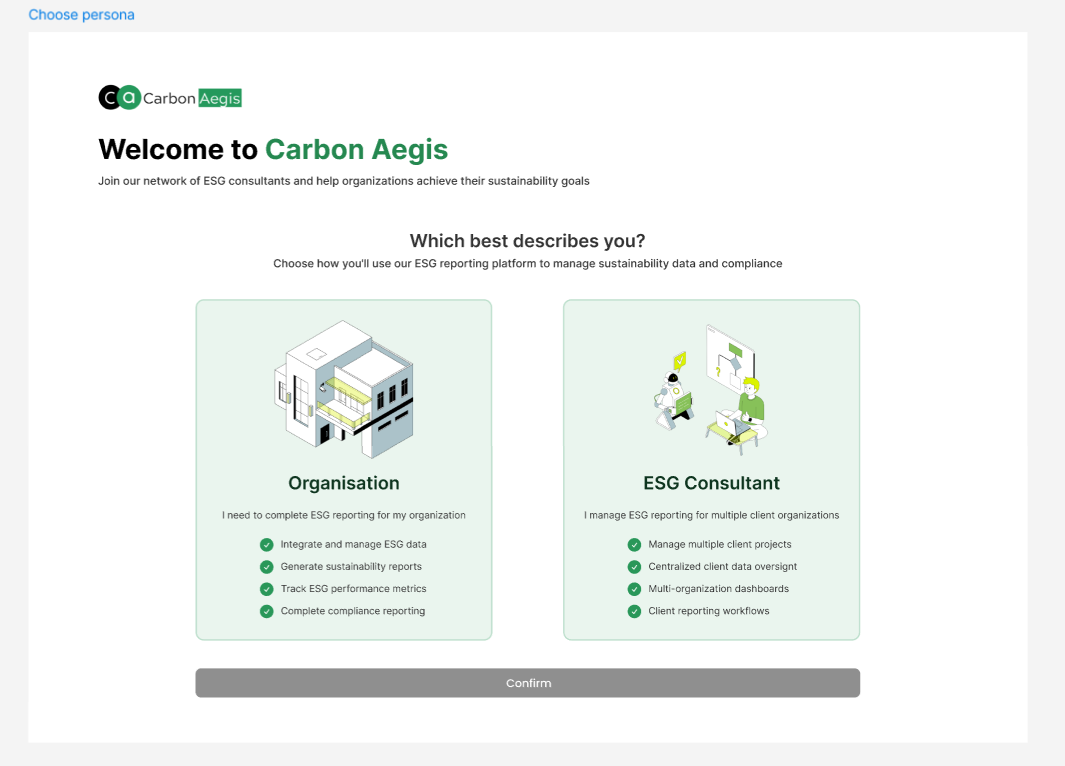 Choose persona
Ca Carbon Aegis
Welcome to Carbon Aegis
Join our network of ESG consultants and help organizations achieve their sustainability goals
Which best describes you?
Choose how you'll use our ESG reporting platform to manage sustainability data and compliance
Organisation
I need to complete ESG reporting for my organization
Integrate and manage ESG data
Generate sustainability reports
Track ESG performance metrics
Complete compliance reporting
?
ESG Consultant
I manage ESG reporting for multiple client organizations
Manage multiple client projects
Centralized client data oversignt
Multi-organization dashboards
Client reporting workflows
Confirm